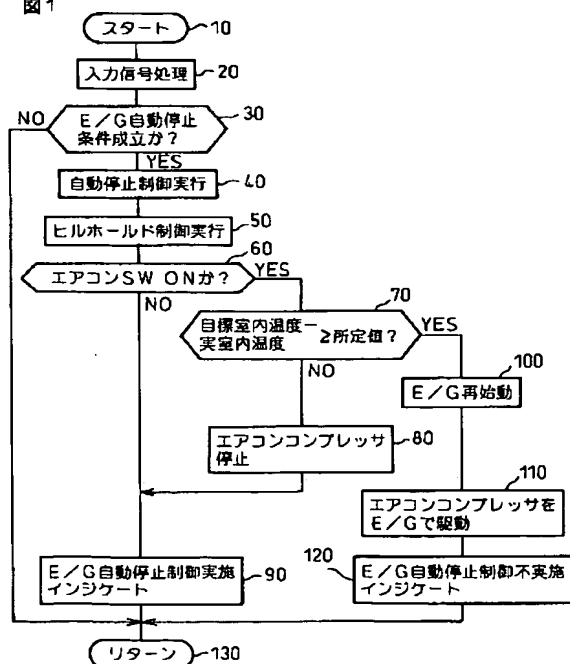 図1
スタート 10
入力信号処理 20
E/G自動停止
条件成立か? 30
NO
YES
自動停止制御実行 40
ヒルホールド制御実行 50
エアコンSW ONか? 60
YES
NO
目標室内温度−
実室内温度 ≧所定値? 70
YES
NO
E/G再始動 100
エアコンコンプレッサ
停止 80
エアコンコンプレッサを
E/Gで駆動 110
E/G自動停止制御実施
インジケート 90
E/G自動停止制御不実施
インジケート 120
リターン 130